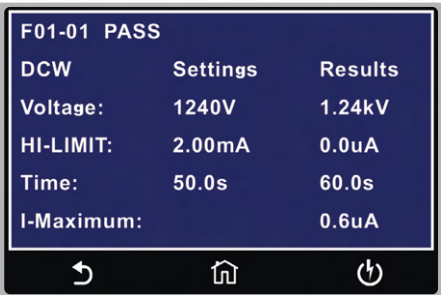 F01-01 PASS
DCW Settings Results
Voltage: 1240V 1.24kV
HI-LIMIT: 2.00mA 0.0uA
Time: 50.0s 60.0s
I-Maximum: 0.6uA